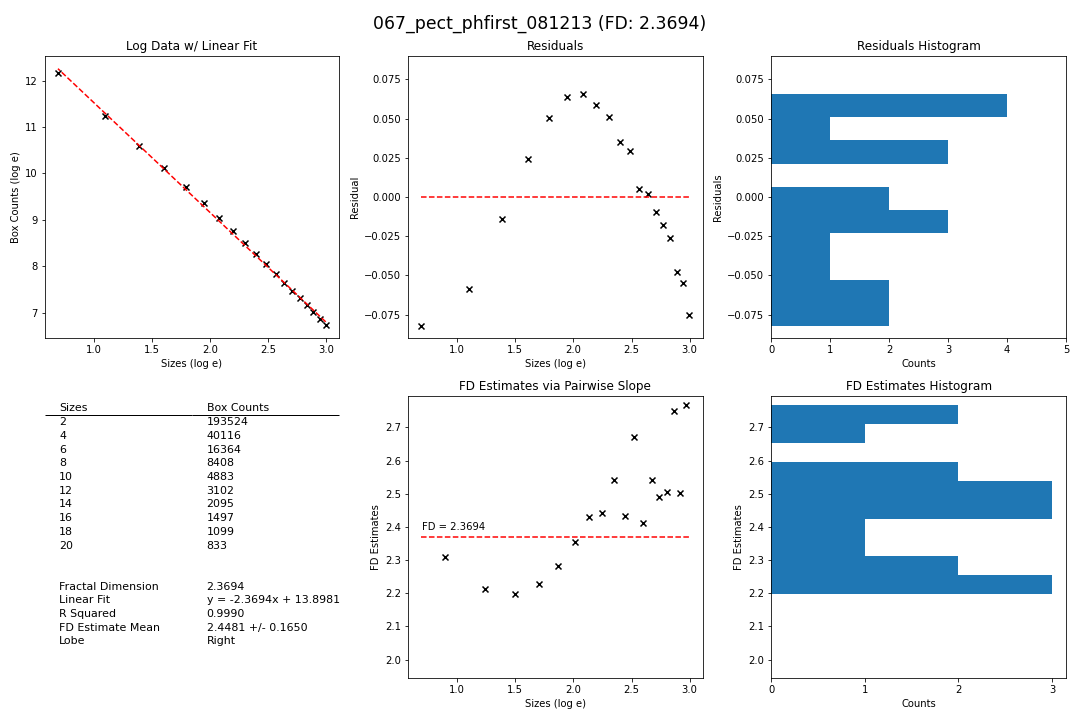 067_pect_phfirst_081213 (FD: 2.3694)
Log Data w/ Linear Fit
12
11
10
9
8
7
Box Counts (log e)
1.0 1.5 2.0 2.5 3.0
Sizes (log e)
Residuals
0.075
0.050
0.025
0.000
−0.025
−0.050
−0.075
Residual
1.0 1.5 2.0 2.5 3.0
Sizes (log e)
Residuals Histogram
0.075
0.050
0.025
0.000
−0.025
−0.050
−0.075
Residuals
0 1 2 3 4 5
Counts
Sizes Box Counts
2 193524
4 40116
6 16364
8 8408
10 4883
12 3102
14 2095
16 1497
18 1099
20 833
Fractal Dimension 2.3694
Linear Fit y = -2.3694x + 13.8981
R Squared 0.9990
FD Estimate Mean 2.4481 +/- 0.1650
Lobe Right
FD Estimates via Pairwise Slope
2.7
2.6
2.5
2.4
2.3
2.2
2.1
2.0
FD Estimates
FD = 2.3694
1.0 1.5 2.0 2.5 3.0
Sizes (log e)
FD Estimates Histogram
2.7
2.6
2.5
2.4
2.3
2.2
2.1
2.0
FD Estimates
0 1 2 3
Counts